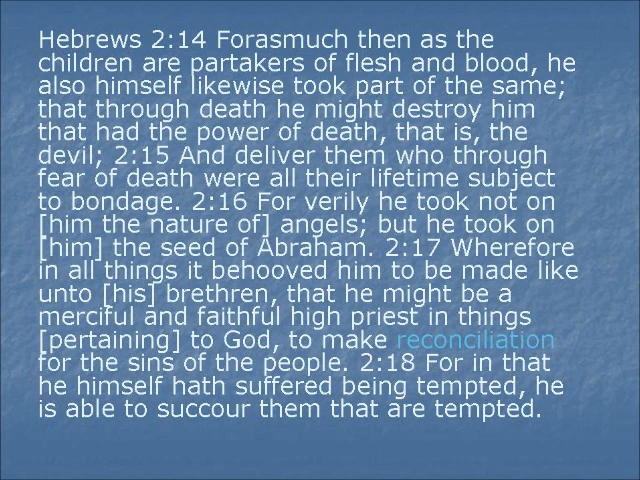 Hebrews 2:14 Forasmuch then as the
children are partakers of flesh and blood, he
also himself likewise took part of the same;
that through death he might destroy him
that had the power of death, that is, the
devil; 2:15 And deliver them who through
fear of death were all their lifetime subject
to bondage. 2:16 For verily he took not on
[him the nature of] angels; but he took on
[him] the seed of Abraham. 2:17 Wherefore
in all things it behooved him to be made like
unto [his] brethren, that he might be a
merciful and faithful high priest in things
[pertaining] to God, to make reconciliation
for the sins of the people. 2:18 For in that
he himself hath suffered being tempted, he
is able to succour them that are tempted.